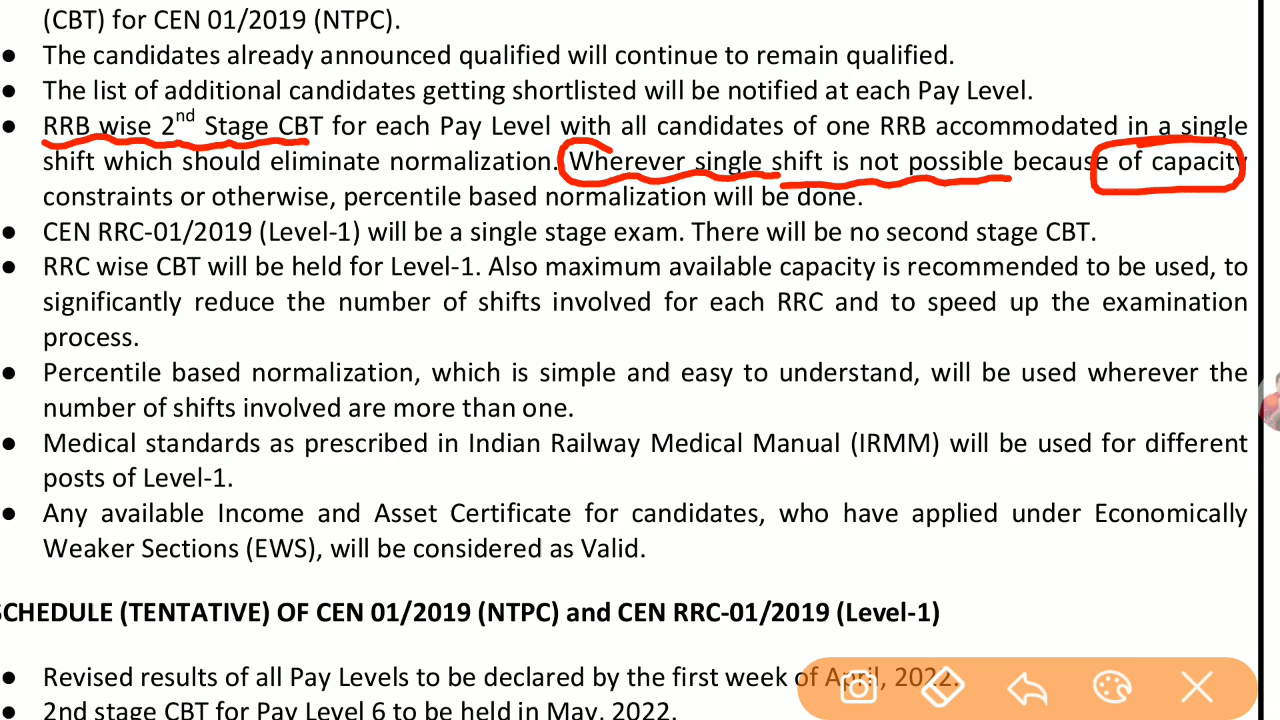 (CBT) for CEN 01/2019 (NTPC).
● The candidates already announced qualified will continue to remain qualified.
● The list of additional candidates getting shortlisted will be notified at each Pay Level.
● RRB wise 2nd Stage CBT for each Pay Level with all candidates of one RRB accommodated in a single
shift which should eliminate normalization. Wherever single shift is not possible because of capacity
constraints or otherwise, percentile based normalization will be done.
● CEN RRC-01/2019 (Level-1) will be a single stage exam. There will be no second stage CBT.
● RRC wise CBT will be held for Level-1. Also maximum available capacity is recommended to be used, to
significantly reduce the number of shifts involved for each RRC and to speed up the examination
process.
● Percentile based normalization, which is simple and easy to understand, will be used wherever the
number of shifts involved are more than one.
● Medical standards as prescribed in Indian Railway Medical Manual (IRMM) will be used for different
posts of Level-1.
● Any available Income and Asset Certificate for candidates, who have applied under Economically
Weaker Sections (EWS), will be considered as Valid.
SCHEDULE (TENTATIVE) OF CEN 01/2019 (NTPC) and CEN RRC-01/2019 (Level-1)
● Revised results of all Pay Levels to be declared by the first week of April, 2022.
● 2nd stage CBT for Pay Level 6 to be held in May, 2022.